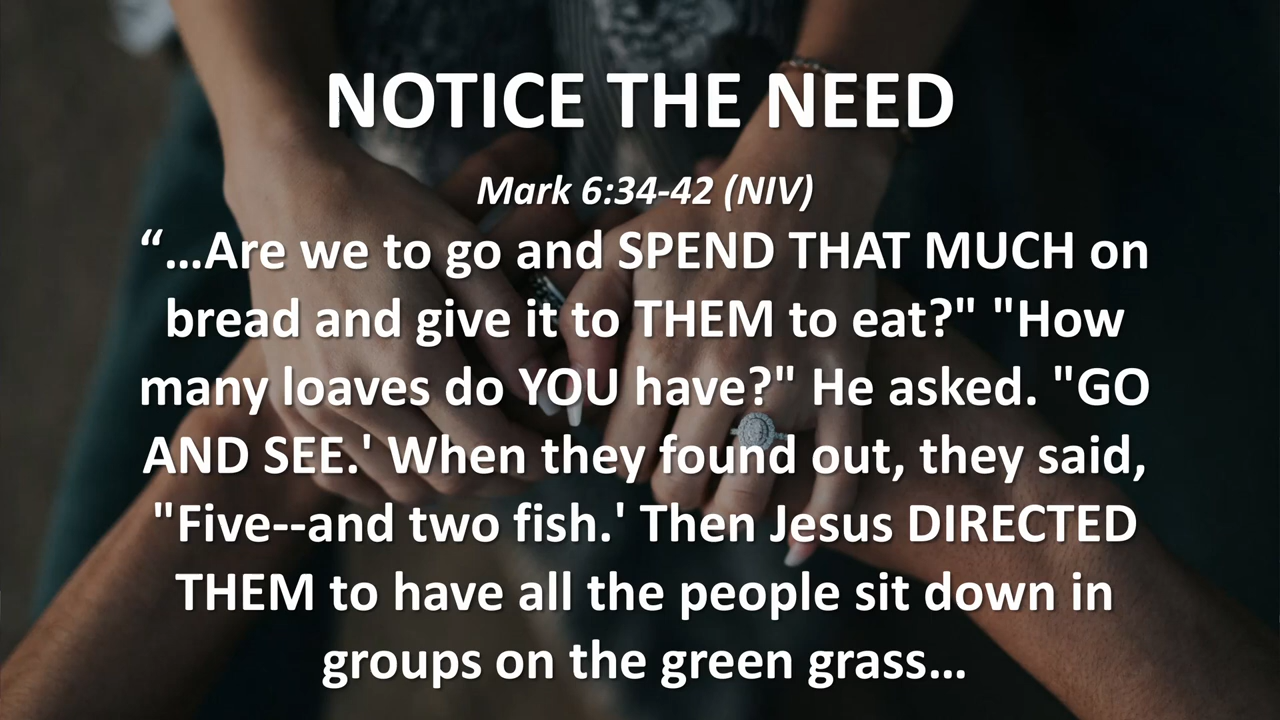 NOTICE THE NEED
Mark 6:34-42 (NIV)
“…Are we to go and SPEND THAT MUCH on
bread and give it to THEM to eat?" "How
many loaves do YOU have?" He asked. "GO
AND SEE.' When they found out, they said,
"Five--and two fish.' Then Jesus DIRECTED
THEM to have all the people sit down in
groups on the green grass…